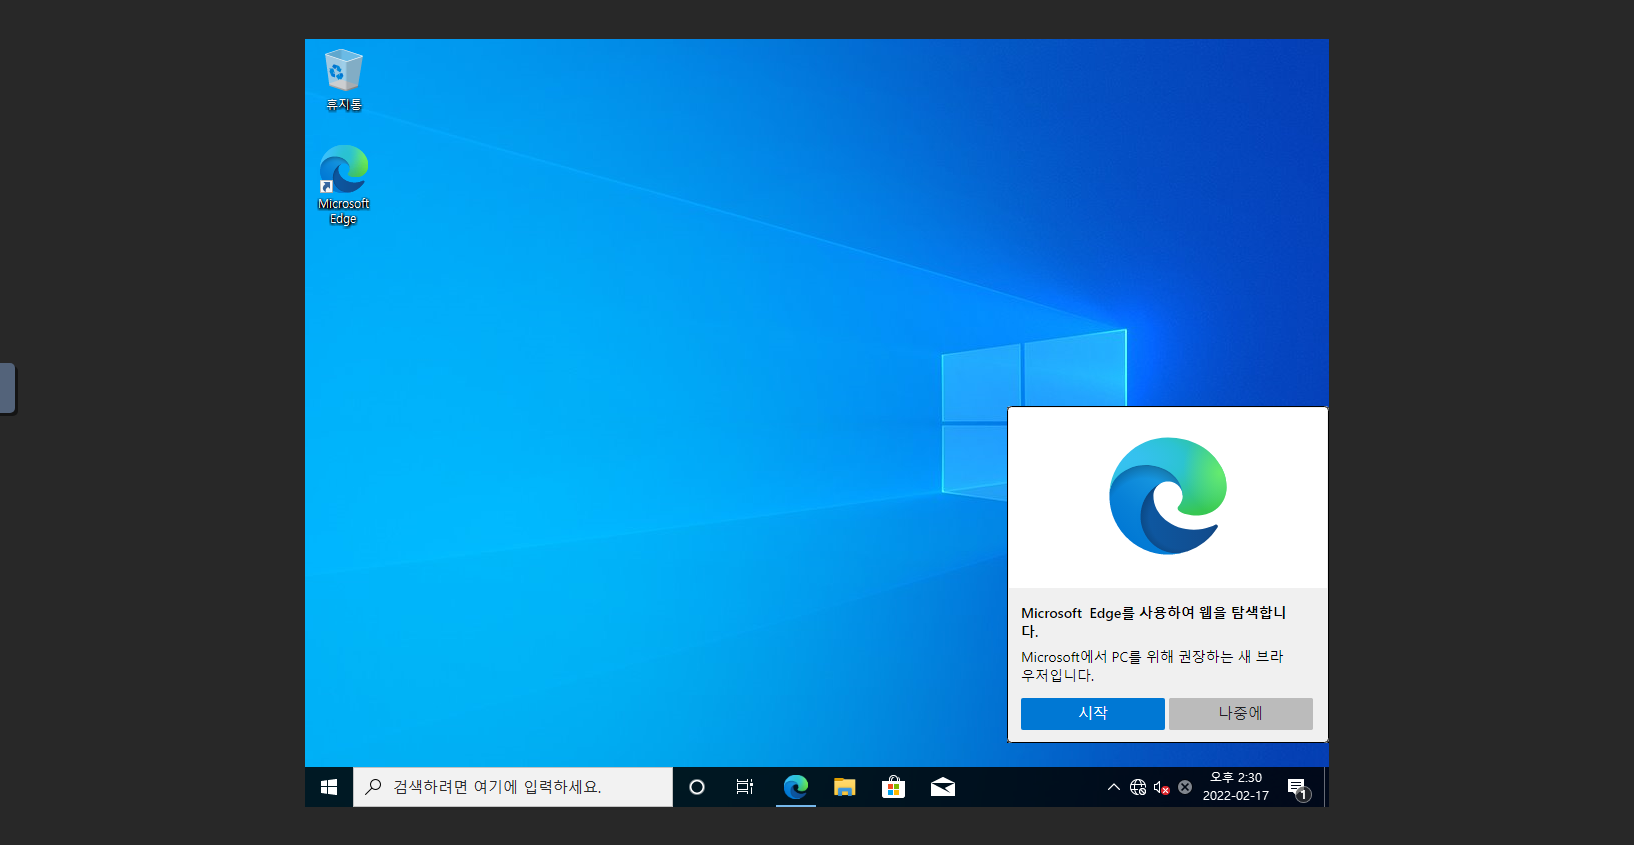 휴지통
Microsoft
Edge
Microsoft Edge를 사용하여 웹을 탐색합니
다.
Microsoft에서 PC를 위해 권장하는 새 브라
우저입니다.
시작
나중에
검색하려면 여기에 입력하세요.
오후 2:30
2022-02-17
1